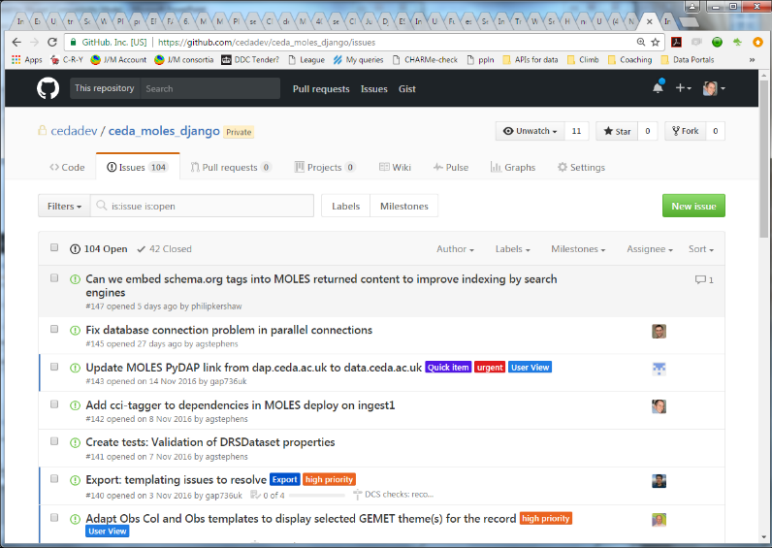 GitHub, Inc. [US] | https://github.com/cedadev/ceda_moles_django/issues
Apps C-R-Y J/M Account J/M consortia DDC Tender? League My queries CHARMe-check ppln APIs for data Climb Coaching Data Portals »
This repository Search Pull requests Issues Gist
cedadev / ceda_moles_django Private Unwatch 11 Star 0 Fork 0
Code Issues 104 Pull requests 0 Projects 0 Wiki Pulse Graphs Settings
Filters is:issue is:open Labels Milestones New issue
104 Open 42 Closed Author Labels Milestones Assignee Sort
Can we embed schema.org tags into MOLES returned content to improve indexing by search 1
engines
#147 opened 5 days ago by philipkershaw
Fix database connection problem in parallel connections
#145 opened 27 days ago by agstephens
Update MOLES PyDAP link from dap.ceda.ac.uk to data.ceda.ac.uk Quick item urgent User View
#143 opened on 14 Nov 2016 by gap736uk
Add cci-tagger to dependencies in MOLES deploy on ingest1
#142 opened on 8 Nov 2016 by agstephens
Create tests: Validation of DRSDataset properties
#141 opened on 7 Nov 2016 by agstephens
Export: templating issues to resolve Export high priority
#140 opened on 3 Nov 2016 by gap736uk 0 of 4 DCS checks: reco...
Adapt Obs Col and Obs templates to display selected GEMET theme(s) for the record high priority
User View